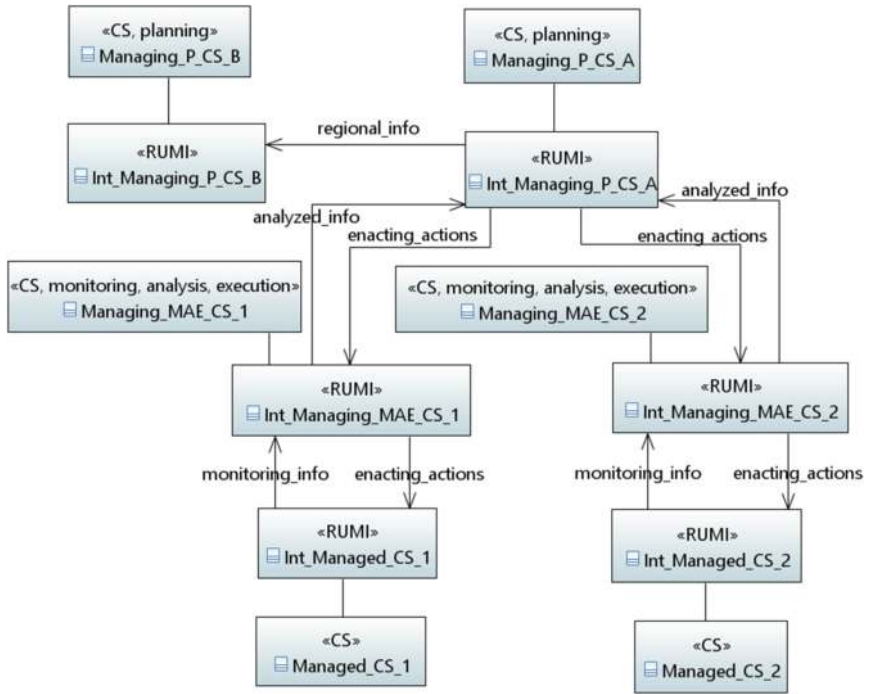 «CS, planning»
Managing_P_CS_B
«CS, planning»
Managing_P_CS_A
regional_info
«RUMI»
Int_Managing_P_CS_B
«RUMI»
Int_Managing_P_CS_A
analyzed_info
analyzed_info
enacting_actions
enacting_actions
«CS, monitoring, analysis, execution»
Managing_MAE_CS_1
«CS, monitoring, analysis, execution»
Managing_MAE_CS_2
«RUMI»
Int_Managing_MAE_CS_1
«RUMI»
Int_Managing_MAE_CS_2
monitoring_info
enacting_actions
monitoring_info
enacting_actions
«RUMI»
Int_Managed_CS_1
«RUMI»
Int_Managed_CS_2
«CS»
Managed_CS_1
«CS»
Managed_CS_2